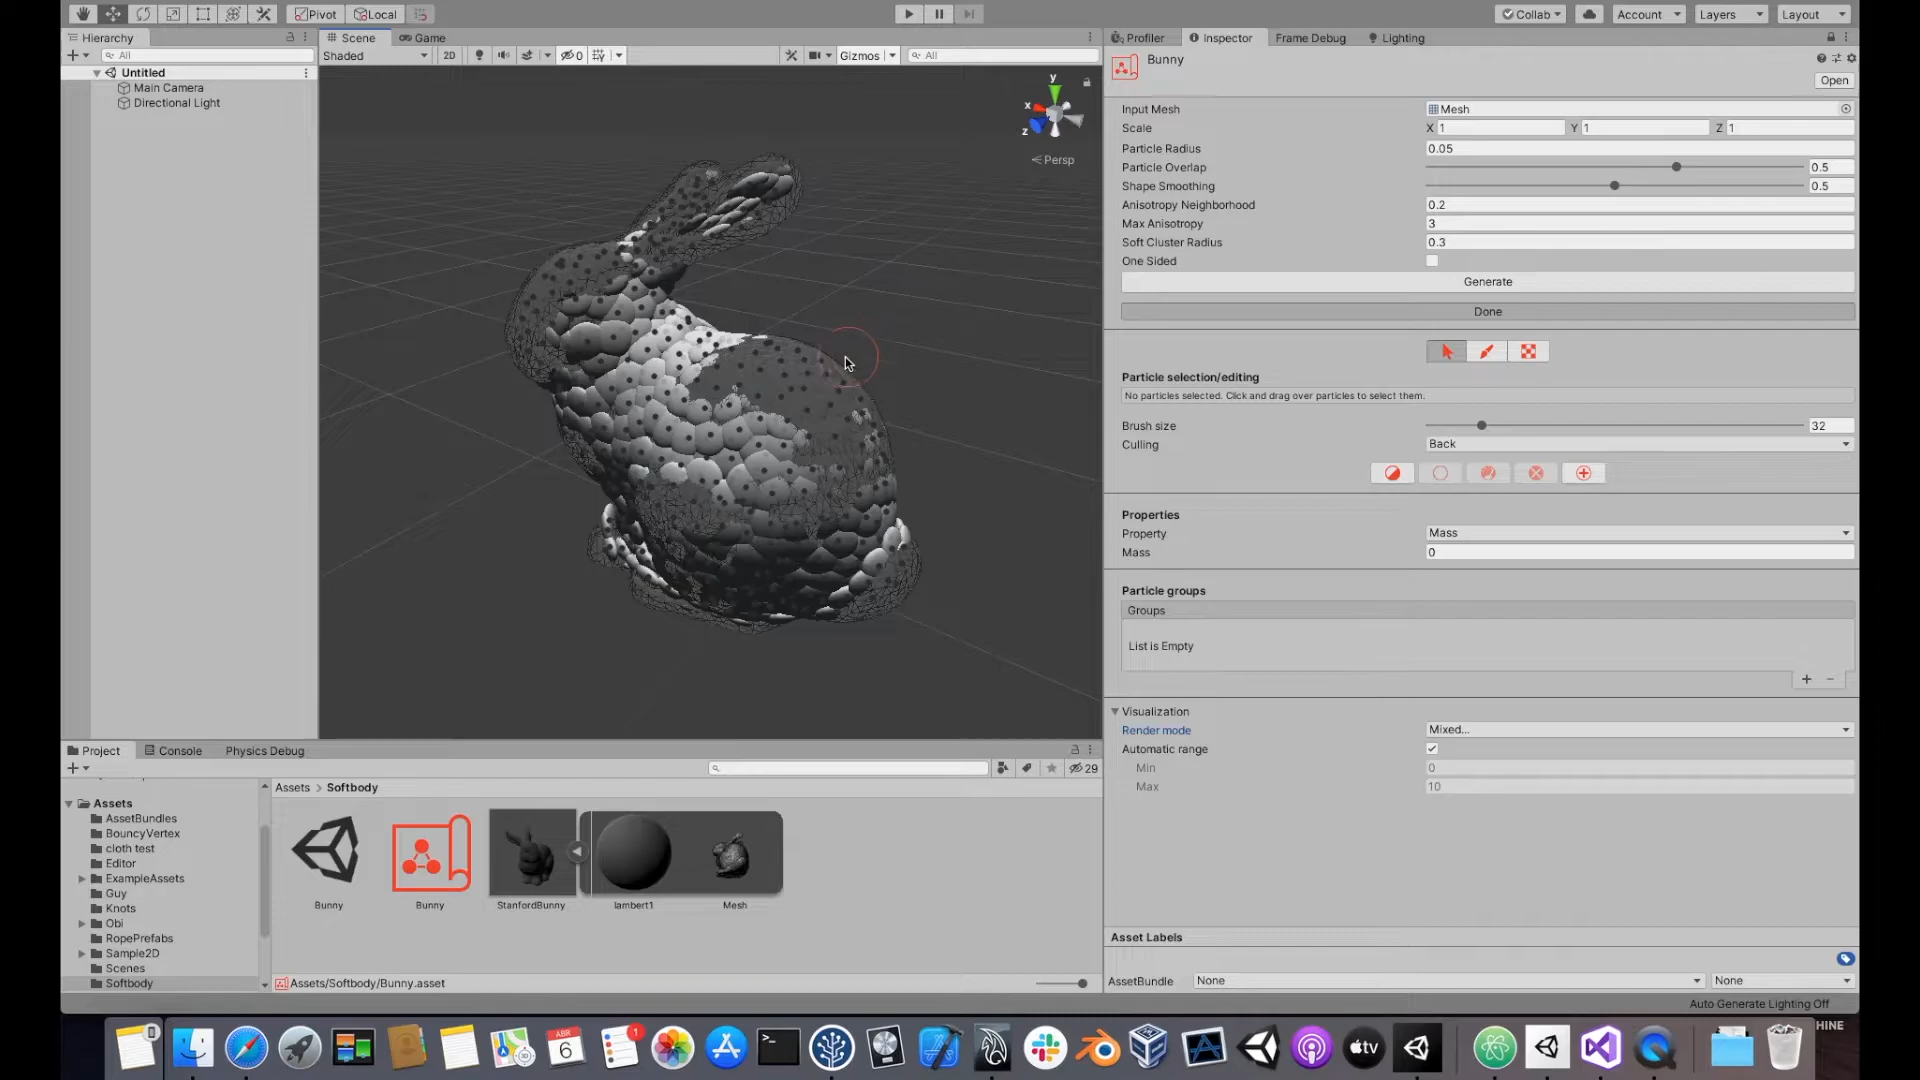 Pivot Local Collab Account Layers Layout
Hierarchy
All
Untitled
Main Camera
Directional Light
Scene Game
Shaded 2D 0 Gizmos All
y
x
z
Persp
Profiler Inspector Frame Debug Lighting
Bunny
Open
Input Mesh Mesh
Scale X 1 Y 1 Z 1
Particle Radius 0.05
Particle Overlap 0.5
Shape Smoothing 0.5
Anisotropy Neighborhood 0.2
Max Anisotropy 3
Soft Cluster Radius 0.3
One Sided
Generate
Done
Particle selection/editing
No particles selected. Click and drag over particles to select them.
Brush size 32
Culling Back
Properties
Property Mass
Mass 0
Particle groups
Groups
List is Empty
+ -
Visualization
Render mode Mixed...
Automatic range
Min 0
Max 10
Asset Labels
AssetBundle None None
Auto Generate Lighting Off
Project Console Physics Debug
29
Assets
AssetBundles
BouncyVertex
cloth test
Editor
ExampleAssets
Guy
Knots
Obi
RopePrefabs
Sample2D
Scenes
Softbody
Assets > Softbody
Bunny Bunny StanfordBunny lambert1 Mesh
Assets/Softbody/Bunny.asset
ABR
6
1
tv
HINE